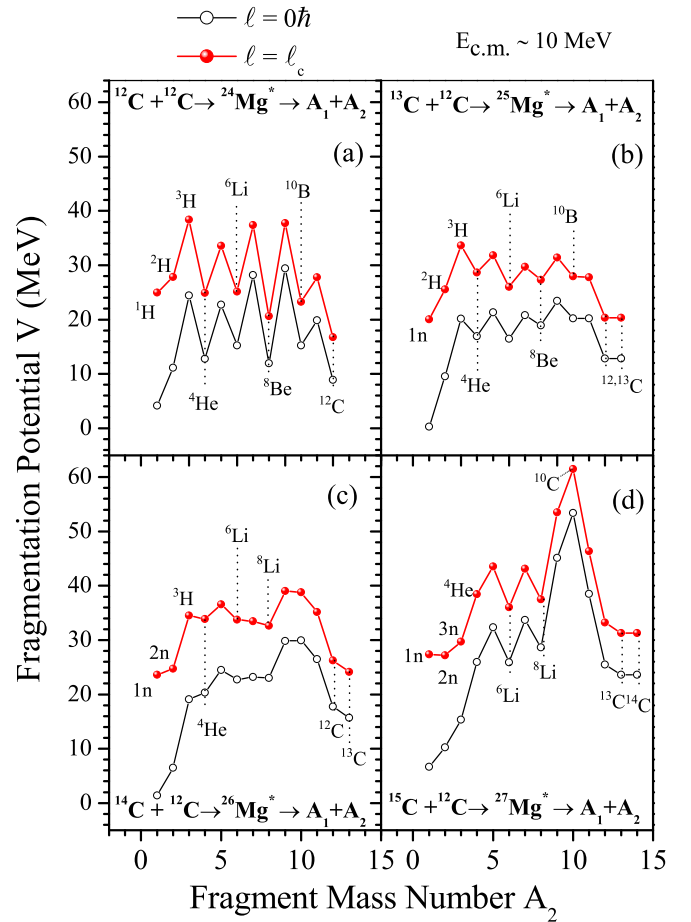 ℓ = 0ħ
ℓ = ℓ_c
E_c.m. ~ 10 MeV
Fragmentation Potential V (MeV)
¹²C + ¹²C → ²⁴Mg* → A₁+A₂
(a)
60
50
40
30
20
10
0
³H
⁶Li
¹⁰B
²H
¹H
⁴He
⁸Be
¹²C
¹³C + ¹²C → ²⁵Mg* → A₁+A₂
(b)
⁶Li
¹⁰B
³H
²H
1n
⁴He
⁸Be
¹²,¹³C
(c)
60
50
40
30
20
10
0
⁶Li
⁸Li
³H
2n
1n
⁴He
¹²C
¹³C
¹⁴C + ¹²C → ²⁶Mg* → A₁+A₂
(d)
¹⁰C
⁴He
3n
1n
2n
⁸Li
⁶Li
¹³C ¹⁴C
¹⁵C + ¹²C → ²⁷Mg* → A₁+A₂
0 5 10 15 0 5 10 15
Fragment Mass Number A₂